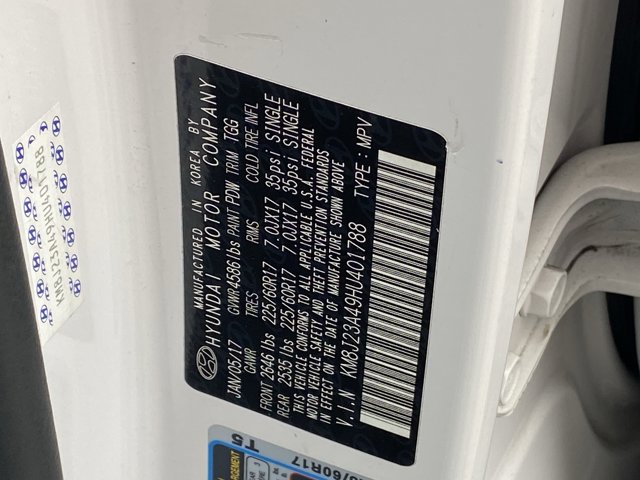 MANUFACTURED IN KOREA BY
HYUNDAI MOTOR COMPANY
JAN/05/17 GVWR4586 lbs PAINT PDW TRIM TGG
GAWR TIRES RIMS COLD TIRE INFL
FRONT 2646 lbs 225/60R17 7.0JX17 35psi SINGLE
REAR 2535 lbs 225/60R17 7.0JX17 35psi SINGLE
THIS VEHICLE CONFORMS TO ALL APPLICABLE U.S.A. FEDERAL
MOTOR VEHICLE SAFETY AND THEFT PREVENTION STANDARDS
IN EFFECT ON THE DATE OF MANUFACTURE SHOWN ABOVE
V.I.N KM8J23A49HU401788 TYPE : MPV
KM8J23A49HU401788
T5
/60R17